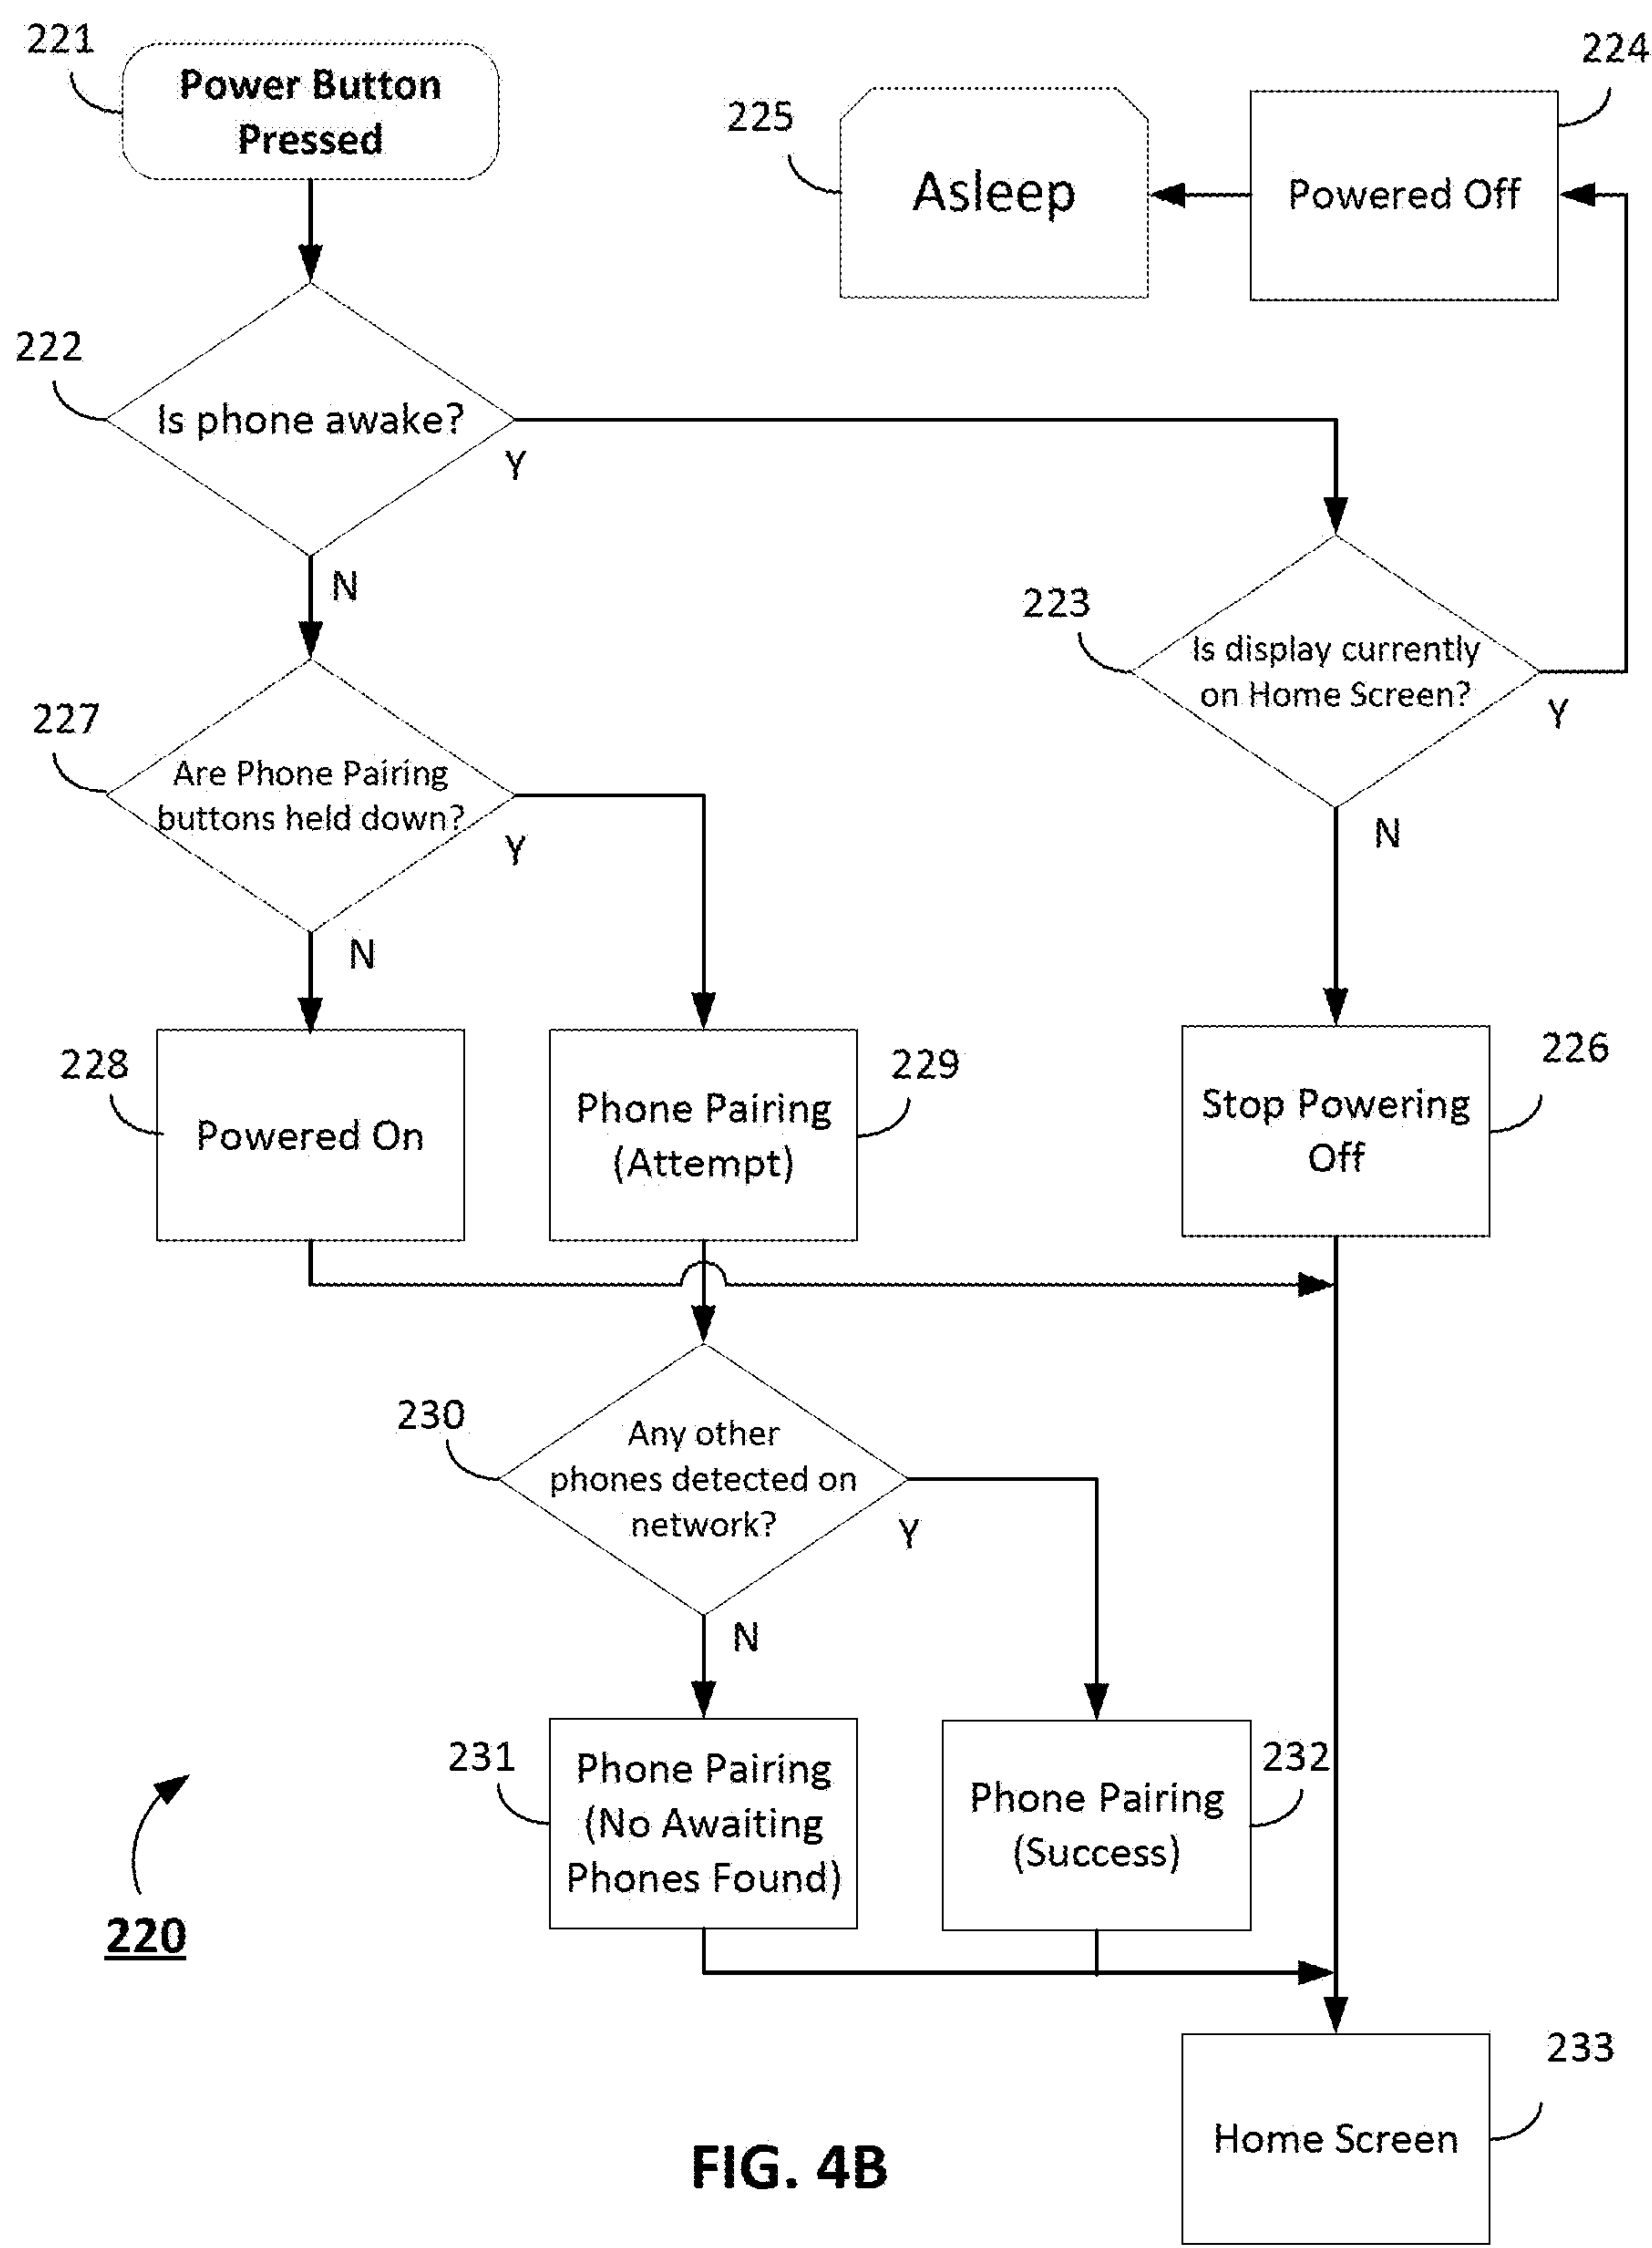 221
Power Button
Pressed
224
225
Asleep
Powered Off
222
Is phone awake?
Y
N
223
Is display currently
on Home Screen?
Y
N
227
Are Phone Pairing
buttons held down?
Y
N
228
Powered On
229
Phone Pairing
(Attempt)
226
Stop Powering
Off
230
Any other
phones detected on
network?
Y
N
231
Phone Pairing
(No Awaiting
Phones Found)
232
Phone Pairing
(Success)
220
233
Home Screen
FIG. 4B